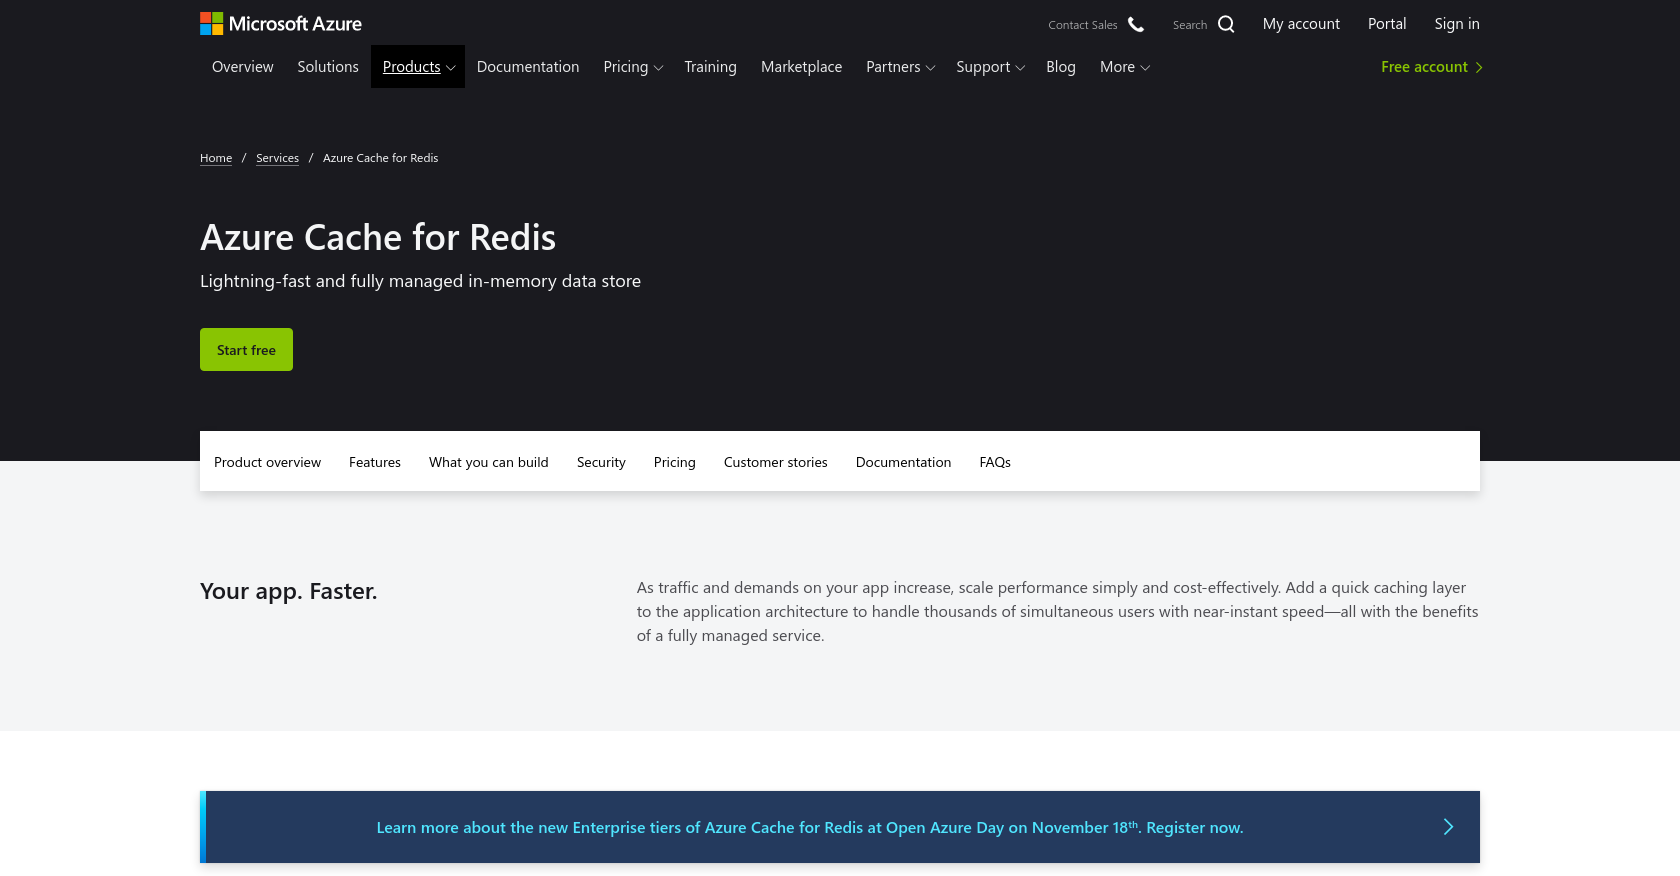 Microsoft Azure
Contact Sales
Search
My account
Portal
Sign in
Overview
Solutions
Products
Documentation
Pricing
Training
Marketplace
Partners
Support
Blog
More
Free account
Home / Services / Azure Cache for Redis
Azure Cache for Redis
Lightning-fast and fully managed in-memory data store
Start free
Product overview
Features
What you can build
Security
Pricing
Customer stories
Documentation
FAQs
Your app. Faster.
As traffic and demands on your app increase, scale performance simply and cost-effectively. Add a quick caching layer
to the application architecture to handle thousands of simultaneous users with near-instant speed—all with the benefits
of a fully managed service.
Learn more about the new Enterprise tiers of Azure Cache for Redis at Open Azure Day on November 18th. Register now.